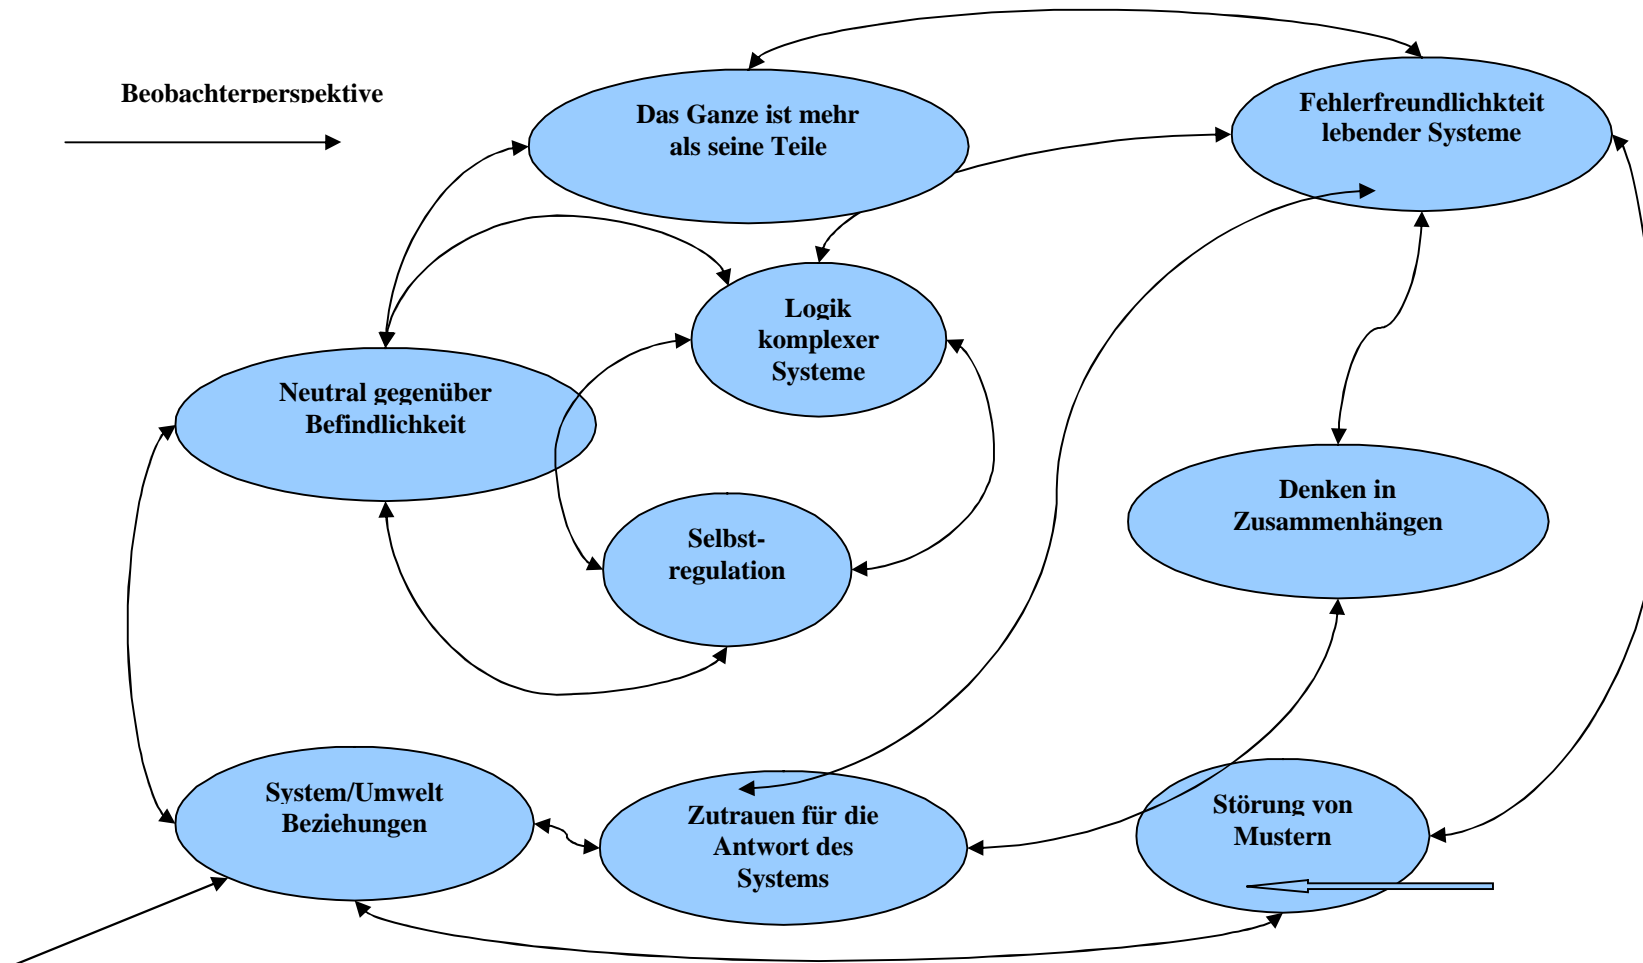 Beobachterperspektive
Das Ganze ist mehr
als seine Teile
Fehlerfreundlichkteit
lebender Systeme
Logik
komplexer
Systeme
Neutral gegenüber
Befindlichkeit
Denken in
Zusammenhängen
Selbst-
regulation
System/Umwelt
Beziehungen
Zutrauen für die
Antwort des
Systems
Störung von
Mustern